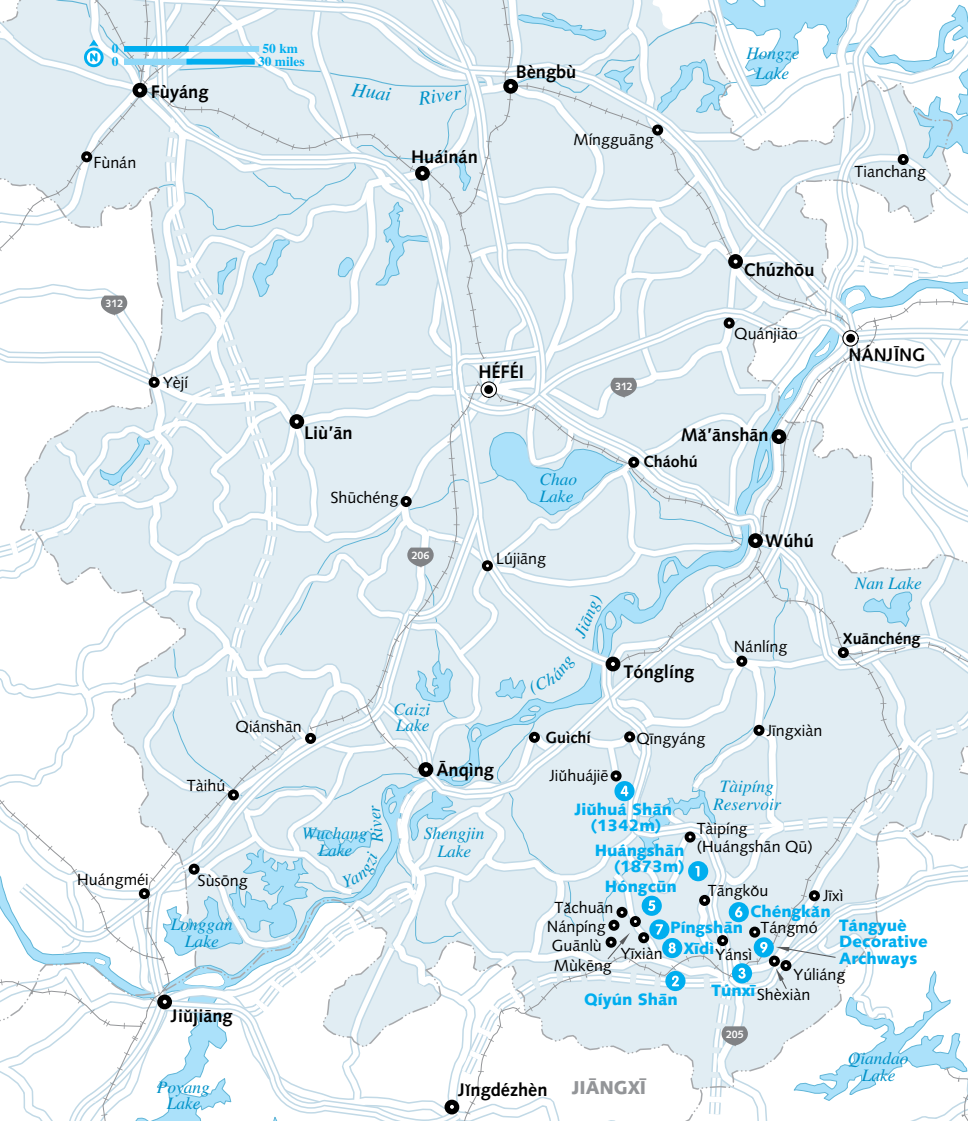 0 50 km
0 30 miles
N
Hongze
Lake
Bèngbù
Fùyáng
Huai River
Míngguāng
Fùnán
Huáinán
Tianchang
Chúzhōu
312
Quánjiāo
NÁNJĪNG
HÉFÉI
Yèjí
312
Liù'ān
Mǎ'ānshān
Cháohú
Chao
Lake
Shūchéng
Wúhú
206
Lújiāng
Nan Lake
(Cháng Jiāng)
Xuānchéng
Nánlíng
Tónglíng
Caizi
Lake
Qiánshān
Guìchí
Qīngyáng
Jīngxiàn
Ānqìng
Jiǔhuájiē
Tàihú
4
Jiǔhuá Shān
(1342m)
Tàipíng
Reservoir
Wuchang
Lake
Yangzi River
Shengjin
Lake
Tàipíng
(Huángshān Qū)
Huángshān
(1873m)
1
Sùsōng
Huángméi
Hóngcūn
5
Tāngkǒu
Jīxì
Tǎchuān
6
Chéngkǎn
Longgan
Lake
Nánpíng
7
Píngshān
Tángmó
Tángyuè
Decorative
Archways
Guānlù
8
Xīdì
Yánsì
9
Mùkēng
Yīxiàn
Yúliáng
2
Qíyún Shān
3
Túnxī
Shèxiàn
Jiǔjiāng
205
Qiandao
Lake
Poyang
Lake
Jǐngdézhèn
JIĀNGXĪ